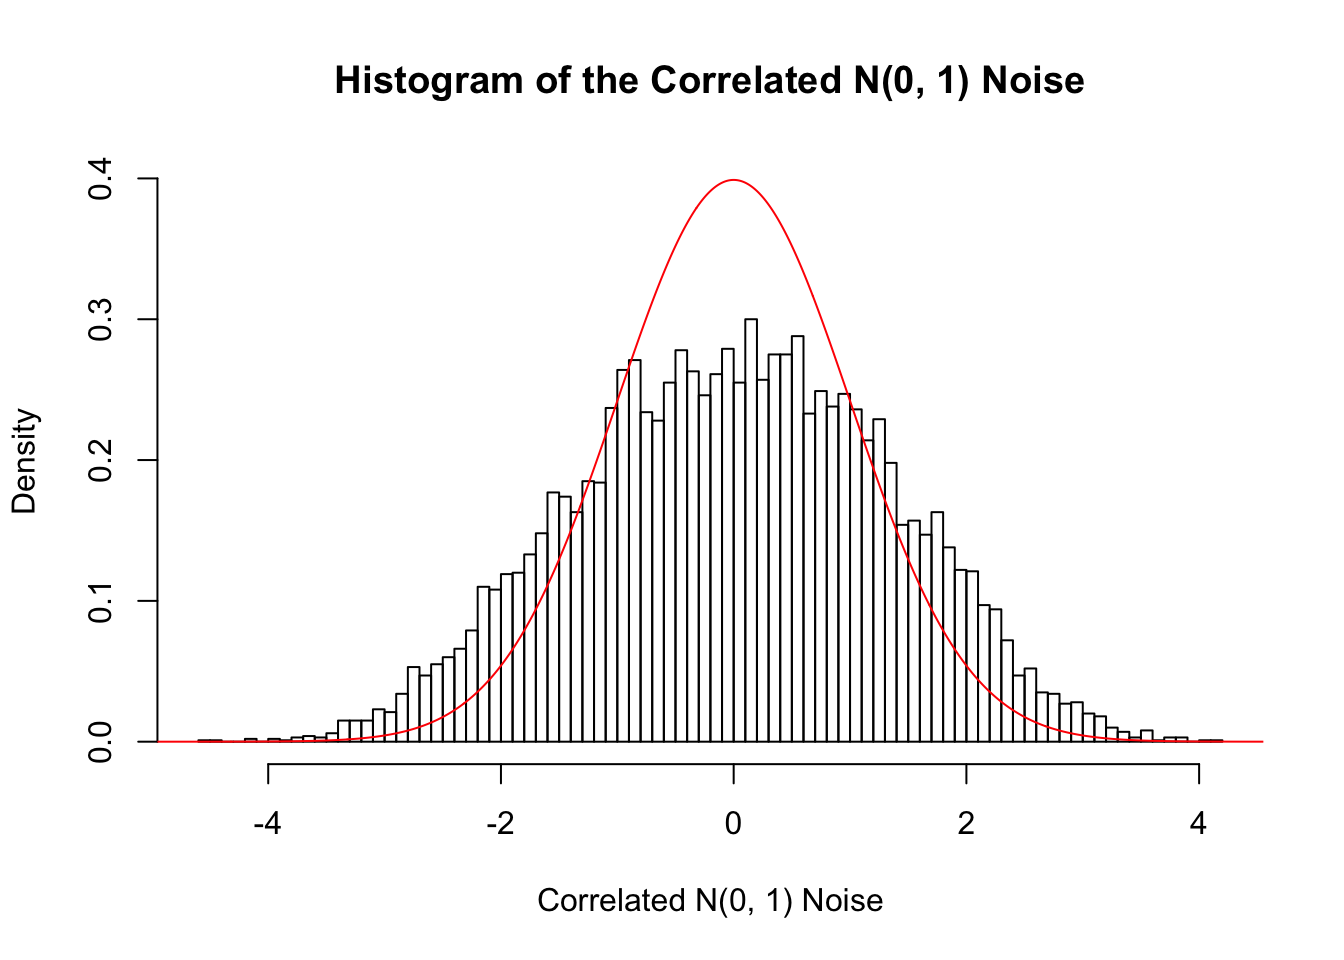 Histogram of the Correlated N(0, 1) Noise
Density
0.4
0.3
0.2
0.1
0.0
-4 -2 0 2 4
Correlated N(0, 1) Noise